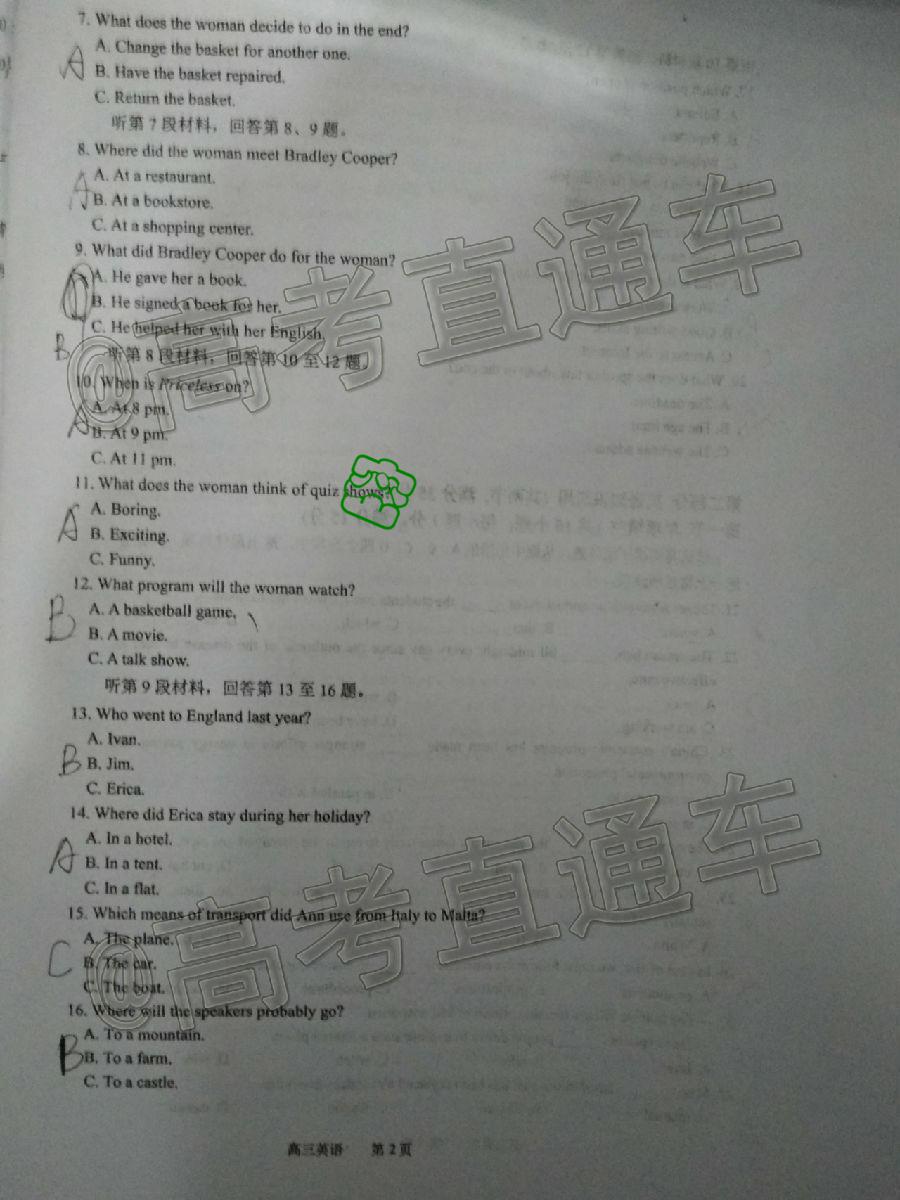 7. What does the woman decide to do in the end?
A. Change the basket for another one.
A
B. Have the basket repaired.
C. Return the basket.
听第7段材料，回答第8、9题。
8. Where did the woman meet Bradley Cooper?
A. At a restaurant.
A
B. At a bookstore.
C. At a shopping center.
9. What did Bradley Cooper do for the woman?
A. He gave her a book.
B. He signed a book for her.
C. He helped her with her English.
B
听第8段材料，回答第10至12题。
10. When is Priceless on?
A. At 8 pm.
A
B. At 9 pm.
C. At 11 pm.
11. What does the woman think of quiz shows?
A. Boring.
A
B. Exciting.
C. Funny.
12. What program will the woman watch?
A. A basketball game.
B
B. A movie.
C. A talk show.
听第9段材料，回答第13至16题。
13. Who went to England last year?
A. Ivan.
B
B. Jim.
C. Erica.
14. Where did Erica stay during her holiday?
A. In a hotel.
A
B. In a tent.
C. In a flat.
15. Which means of transport did Ann use from Italy to Malta?
A. The plane.
C
B. The car.
C. The boat.
16. Where will the speakers probably go?
A. To a mountain.
B
B. To a farm.
C. To a castle.
高三英语 第2页
@高考直通车
@高考直通车